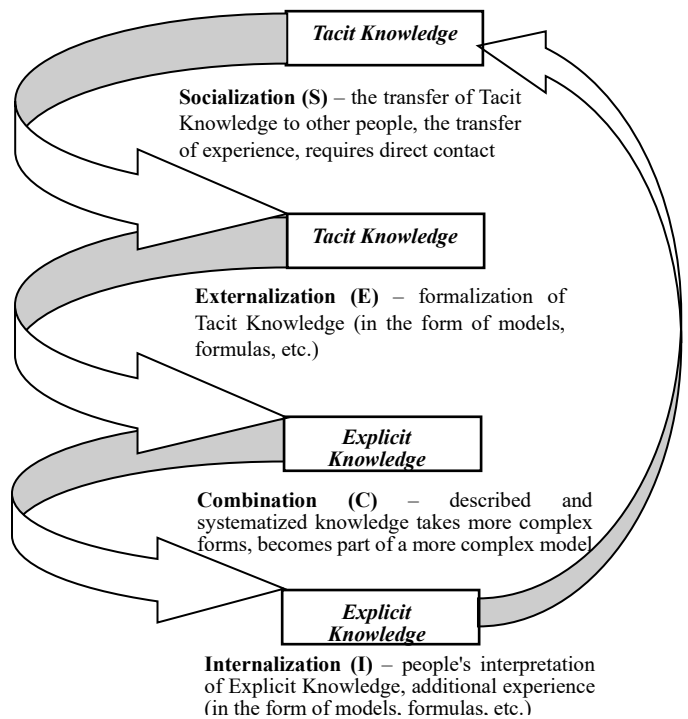 Tacit Knowledge
Socialization (S) – the transfer of Tacit
Knowledge to other people, the transfer
of experience, requires direct contact
Tacit Knowledge
Externalization (E) – formalization of
Tacit Knowledge (in the form of models,
formulas, etc.)
Explicit
Knowledge
Combination (C) – described and
systematized knowledge takes more complex
forms, becomes part of a more complex model
Explicit
Knowledge
Internalization (I) – people's interpretation
of Explicit Knowledge, additional experience
(in the form of models, formulas, etc.)